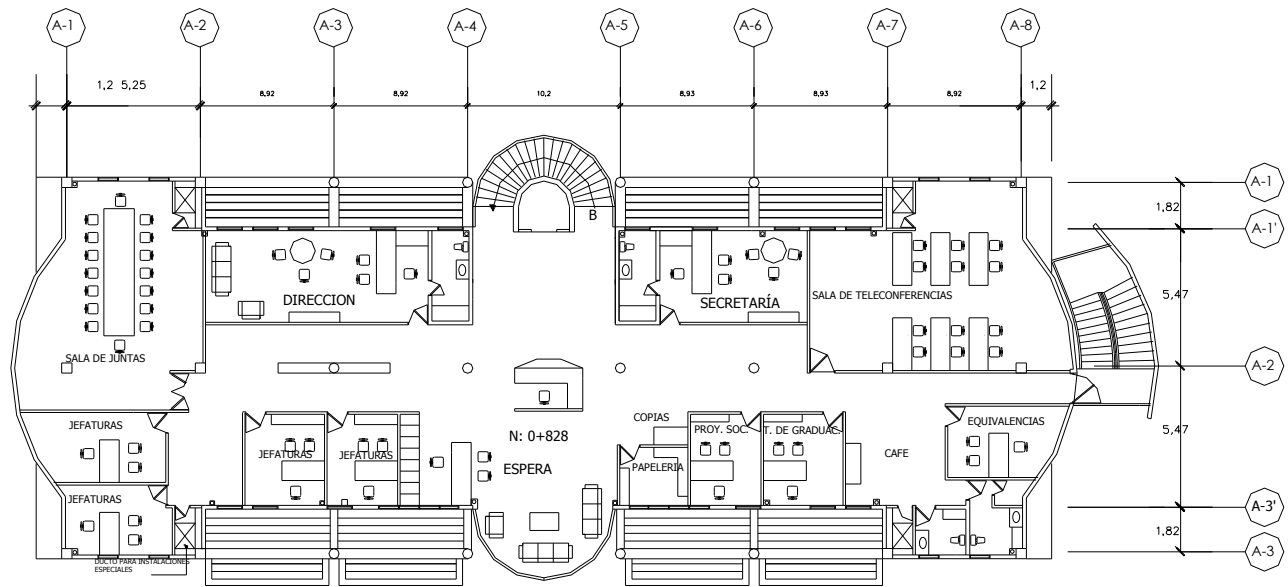 A-1 A-2 A-3 A-4 A-5 A-6 A-7 A-8
1,2 5,25 8,92 8,92 10,2 8,93 8,93 8,92 1,2
A-1
1,82
A-1'
B
5,47
DIRECCION
SECRETARÍA
SALA DE TELECONFERENCIAS
SALA DE JUNTAS
A-2
JEFATURAS
COPIAS
PROY. SOC.
T. DE GRADUAC.
EQUIVALENCIAS
N: 0+828
5,47
JEFATURAS
JEFATURAS
ESPERA
PAPELERIA
CAFE
JEFATURAS
A-3'
1,82
A-3
DUCTO PARA INSTALACIONES
ESPECIALES